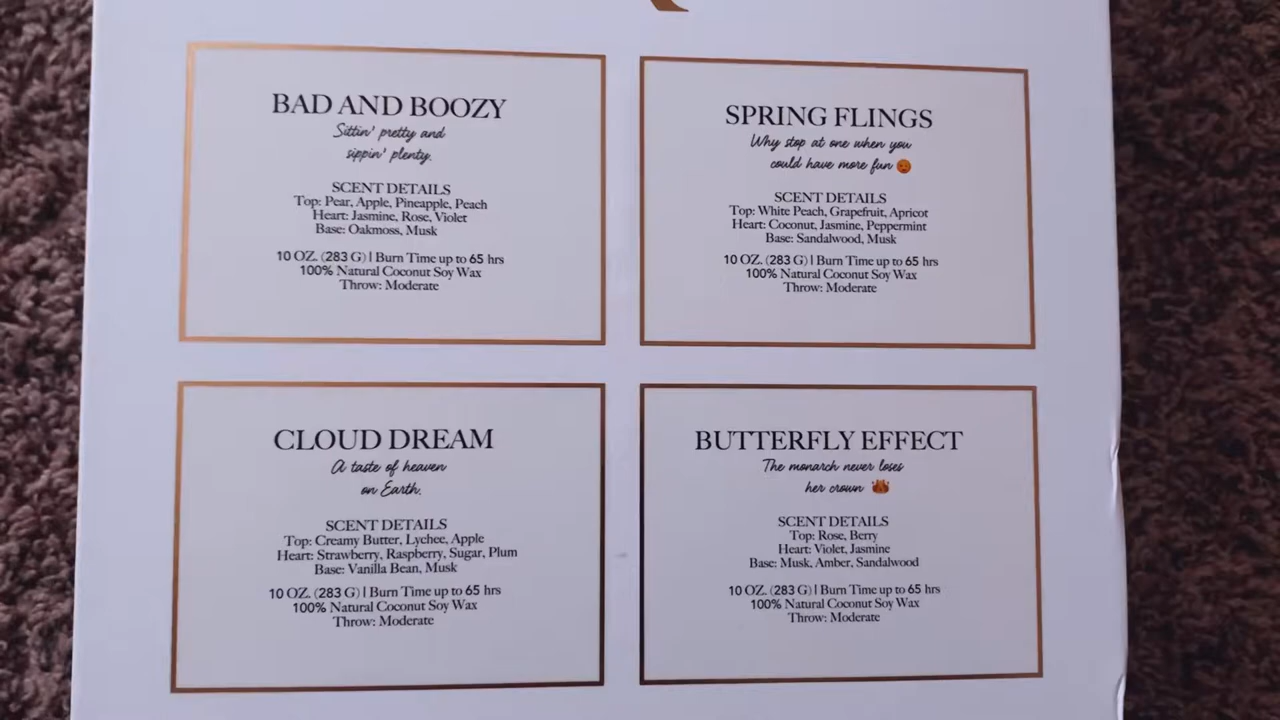 BAD AND BOOZY
Sittin' pretty and
sippin' plenty.
SCENT DETAILS
Top: Pear, Apple, Pineapple, Peach
Heart: Jasmine, Rose, Violet
Base: Oakmoss, Musk
10 OZ. (283 G) | Burn Time up to 65 hrs
100% Natural Coconut Soy Wax
Throw: Moderate
SPRING FLINGS
Why stop at one when you
could have more fun
SCENT DETAILS
Top: White Peach, Grapefruit, Apricot
Heart: Coconut, Jasmine, Peppermint
Base: Sandalwood, Musk
10 OZ. (283 G) | Burn Time up to 65 hrs
100% Natural Coconut Soy Wax
Throw: Moderate
CLOUD DREAM
A taste of heaven
on Earth.
SCENT DETAILS
Top: Creamy Butter, Lychee, Apple
Heart: Strawberry, Raspberry, Sugar, Plum
Base: Vanilla Bean, Musk
10 OZ. (283 G) | Burn Time up to 65 hrs
100% Natural Coconut Soy Wax
Throw: Moderate
BUTTERFLY EFFECT
The monarch never loses
her crown
SCENT DETAILS
Top: Rose, Berry
Heart: Violet, Jasmine
Base: Musk, Amber, Sandalwood
10 OZ. (283 G) | Burn Time up to 65 hrs
100% Natural Coconut Soy Wax
Throw: Moderate